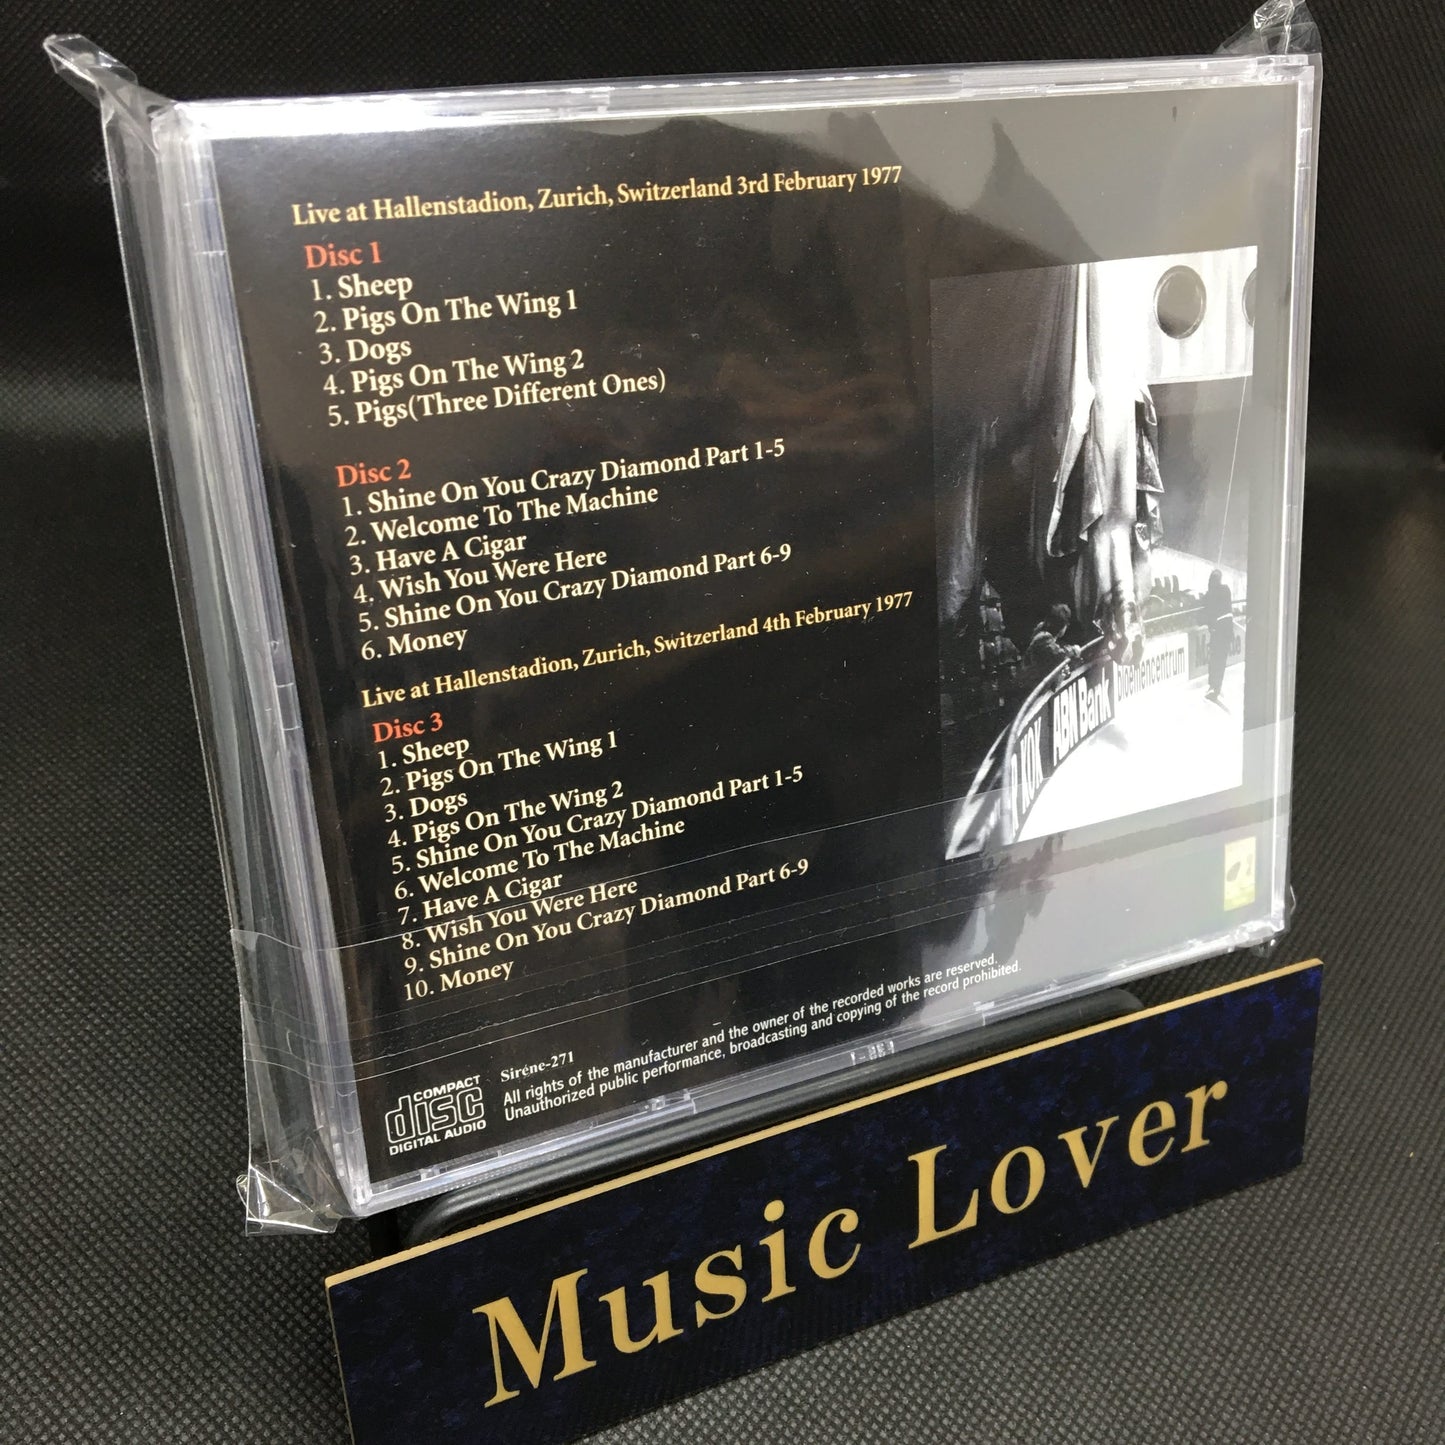 Live at Hallenstadion, Zurich, Switzerland 3rd February 1977
Disc 1
1. Sheep
2. Pigs On The Wing 1
3. Dogs
4. Pigs On The Wing 2
5. Pigs(Three Different Ones)
Disc 2
1. Shine On You Crazy Diamond Part 1-5
2. Welcome To The Machine
3. Have A Cigar
4. Wish You Were Here
5. Shine On You Crazy Diamond Part 6-9
6. Money
Live at Hallenstadion, Zurich, Switzerland 4th February 1977
Disc 3
1. Sheep
2. Pigs On The Wing 1
3. Dogs
4. Pigs On The Wing 2
5. Shine On You Crazy Diamond Part 1-5
6. Welcome To The Machine
7. Have A Cigar
8. Wish You Were Here
9. Shine On You Crazy Diamond Part 6-9
10. Money
KOK ABN Bank bloemencentrum
COMPACT
disc
DIGITAL AUDIO
Siréne-271
All rights of the manufacturer and the owner of the recorded works are reserved.
Unauthorized public performance, broadcasting and copying of the record prohibited.
Music Lover